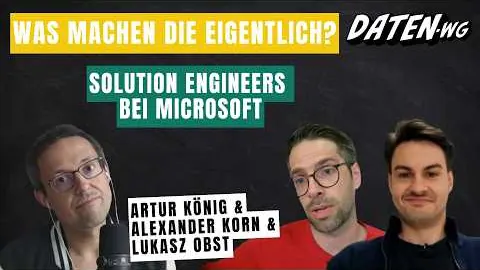 WAS MACHEN DIE EIGENTLICH?
DATEN-WG
SOLUTION ENGINEERS
BEI MICROSOFT
ARTUR KÖNIG &
ALEXANDER KORN &
LUKASZ OBST